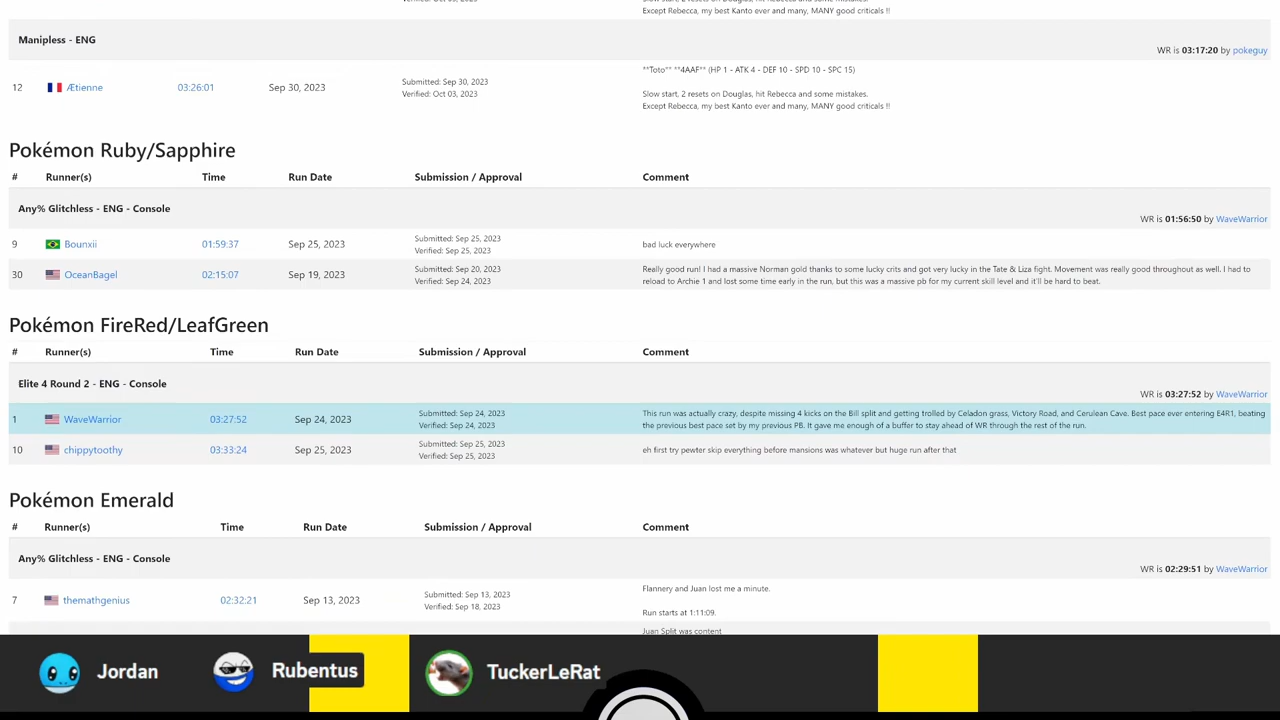 Except Rebecca, my best Kanto ever and many, MANY good criticals !!
Manipless - ENG
WR is 03:17:20 by pokeguy
12 Ætienne 03:26:01 Sep 30, 2023 Submitted: Sep 30, 2023
Verified: Oct 03, 2023
**Toto** **4AAF** (HP 1 - ATK 4 - DEF 10 - SPD 10 - SPC 15)
Slow start, 2 resets on Douglas, hit Rebecca and some mistakes.
Except Rebecca, my best Kanto ever and many, MANY good criticals !!
Pokémon Ruby/Sapphire
# Runner(s) Time Run Date Submission / Approval Comment
Any% Glitchless - ENG - Console
WR is 01:56:50 by WaveWarrior
9 Bounxii 01:59:37 Sep 25, 2023 Submitted: Sep 25, 2023
Verified: Sep 25, 2023
bad luck everywhere
30 OceanBagel 02:15:07 Sep 19, 2023 Submitted: Sep 20, 2023
Verified: Sep 24, 2023
Really good run! I had a massive Norman gold thanks to some lucky crits and got very lucky in the Tate & Liza fight. Movement was really good throughout as well. I had to
reload to Archie 1 and lost some time early in the run, but this was a massive pb for my current skill level and it'll be hard to beat.
Pokémon FireRed/LeafGreen
# Runner(s) Time Run Date Submission / Approval Comment
Elite 4 Round 2 - ENG - Console
WR is 03:27:52 by WaveWarrior
1 WaveWarrior 03:27:52 Sep 24, 2023 Submitted: Sep 24, 2023
Verified: Sep 24, 2023
This run was actually crazy, despite missing 4 kicks on the Bill split and getting trolled by Celadon grass, Victory Road, and Cerulean Cave. Best pace ever entering E4R1, beating
the previous best pace set by my previous PB. It gave me enough of a buffer to stay ahead of WR through the rest of the run.
10 chippytoothy 03:33:24 Sep 25, 2023 Submitted: Sep 25, 2023
Verified: Sep 25, 2023
eh first try pewter skip everything before mansions was whatever but huge run after that
Pokémon Emerald
# Runner(s) Time Run Date Submission / Approval Comment
Any% Glitchless - ENG - Console
WR is 02:29:51 by WaveWarrior
7 themathgenius 02:32:21 Sep 13, 2023 Submitted: Sep 13, 2023
Verified: Sep 18, 2023
Flannery and Juan lost me a minute.
Run starts at 1:11:09.
Juan Split was content
Jordan Rubentus TuckerLeRat